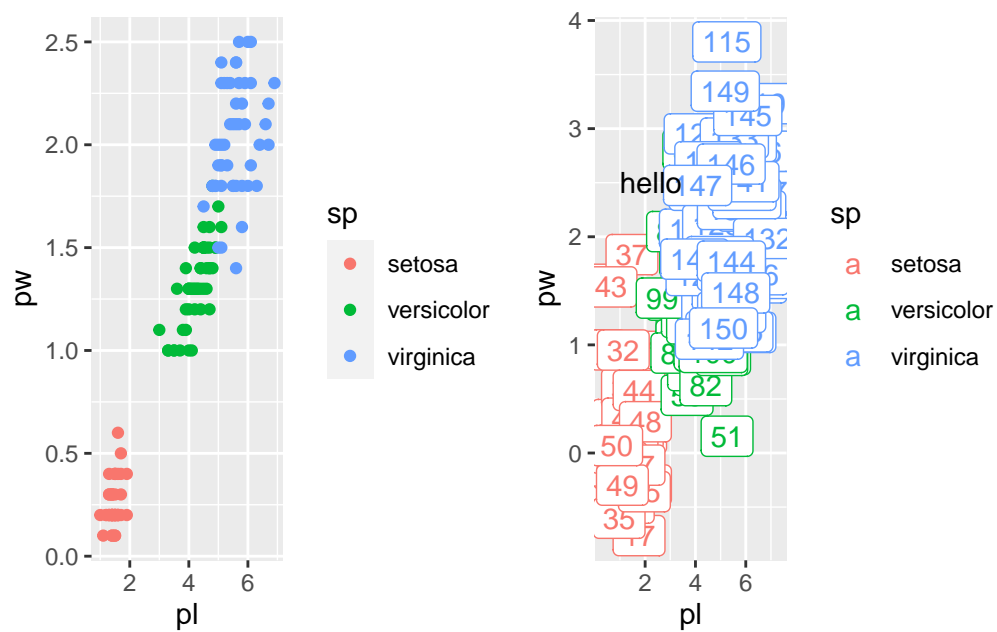 2.5
2.0
1.5
1.0
0.5
0.0
pw
2
4
6
pl
sp
setosa
versicolor
virginica
4
3
2
1
0
pw
115
149
145
146
hello
147
132
37
144
43
148
99
150
32
44
82
48
51
50
49
35
2
4
6
pl
sp
a setosa
a versicolor
a virginica